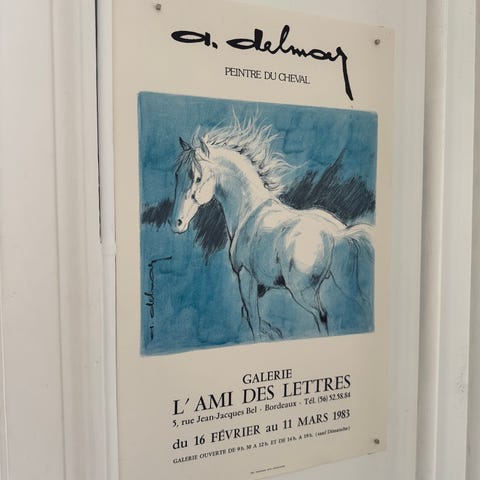 a. delmay
PEINTRE DU CHEVAL
a. delmay
GALERIE
L'AMI DES LETTRES
5, rue Jean-Jacques Bel - Bordeaux - Tél. (56) 52.58.84
du 16 FÉVRIER au 11 MARS 1983
GALERIE OUVERTE DE 9 h. 30 A 12 h. ET DE 14 h. A 19 h. (sauf Dimanche)